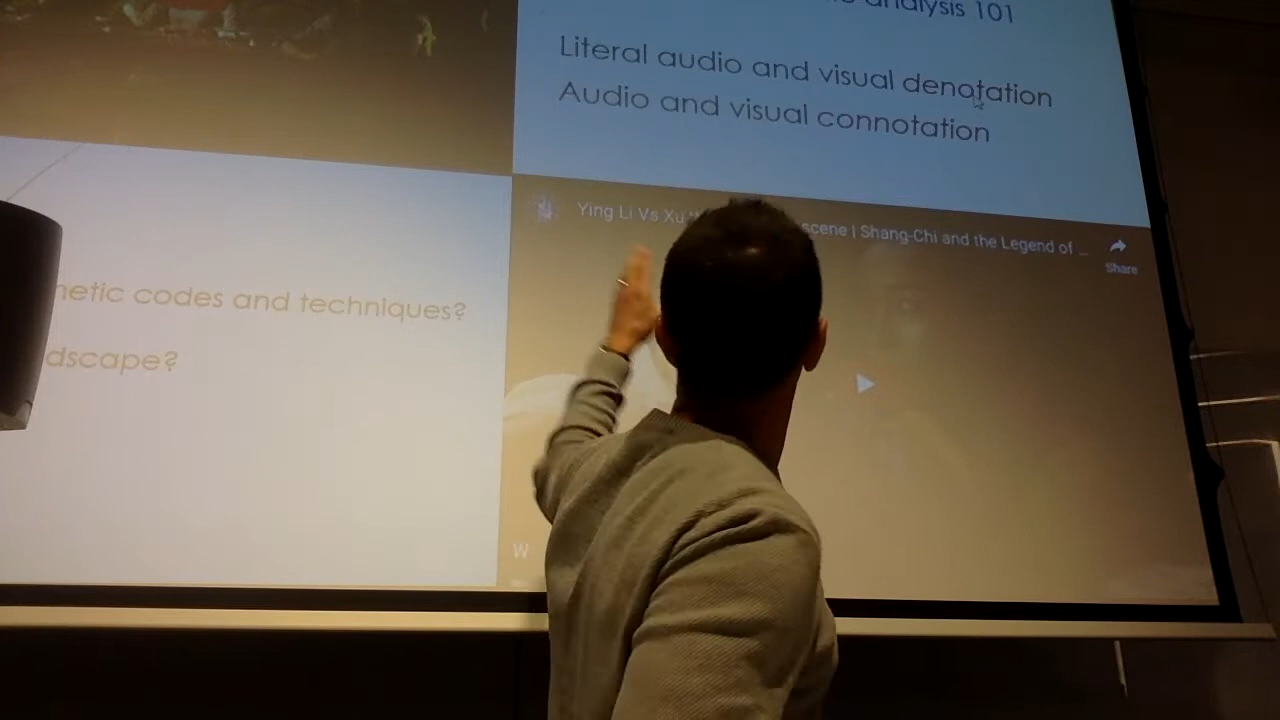 analysis 101
Literal audio and visual denotation
Audio and visual connotation
Ying Li Vs Xu scene | Shang-Chi and the Legend of ...
Share
netic codes and techniques?
dscape?
W